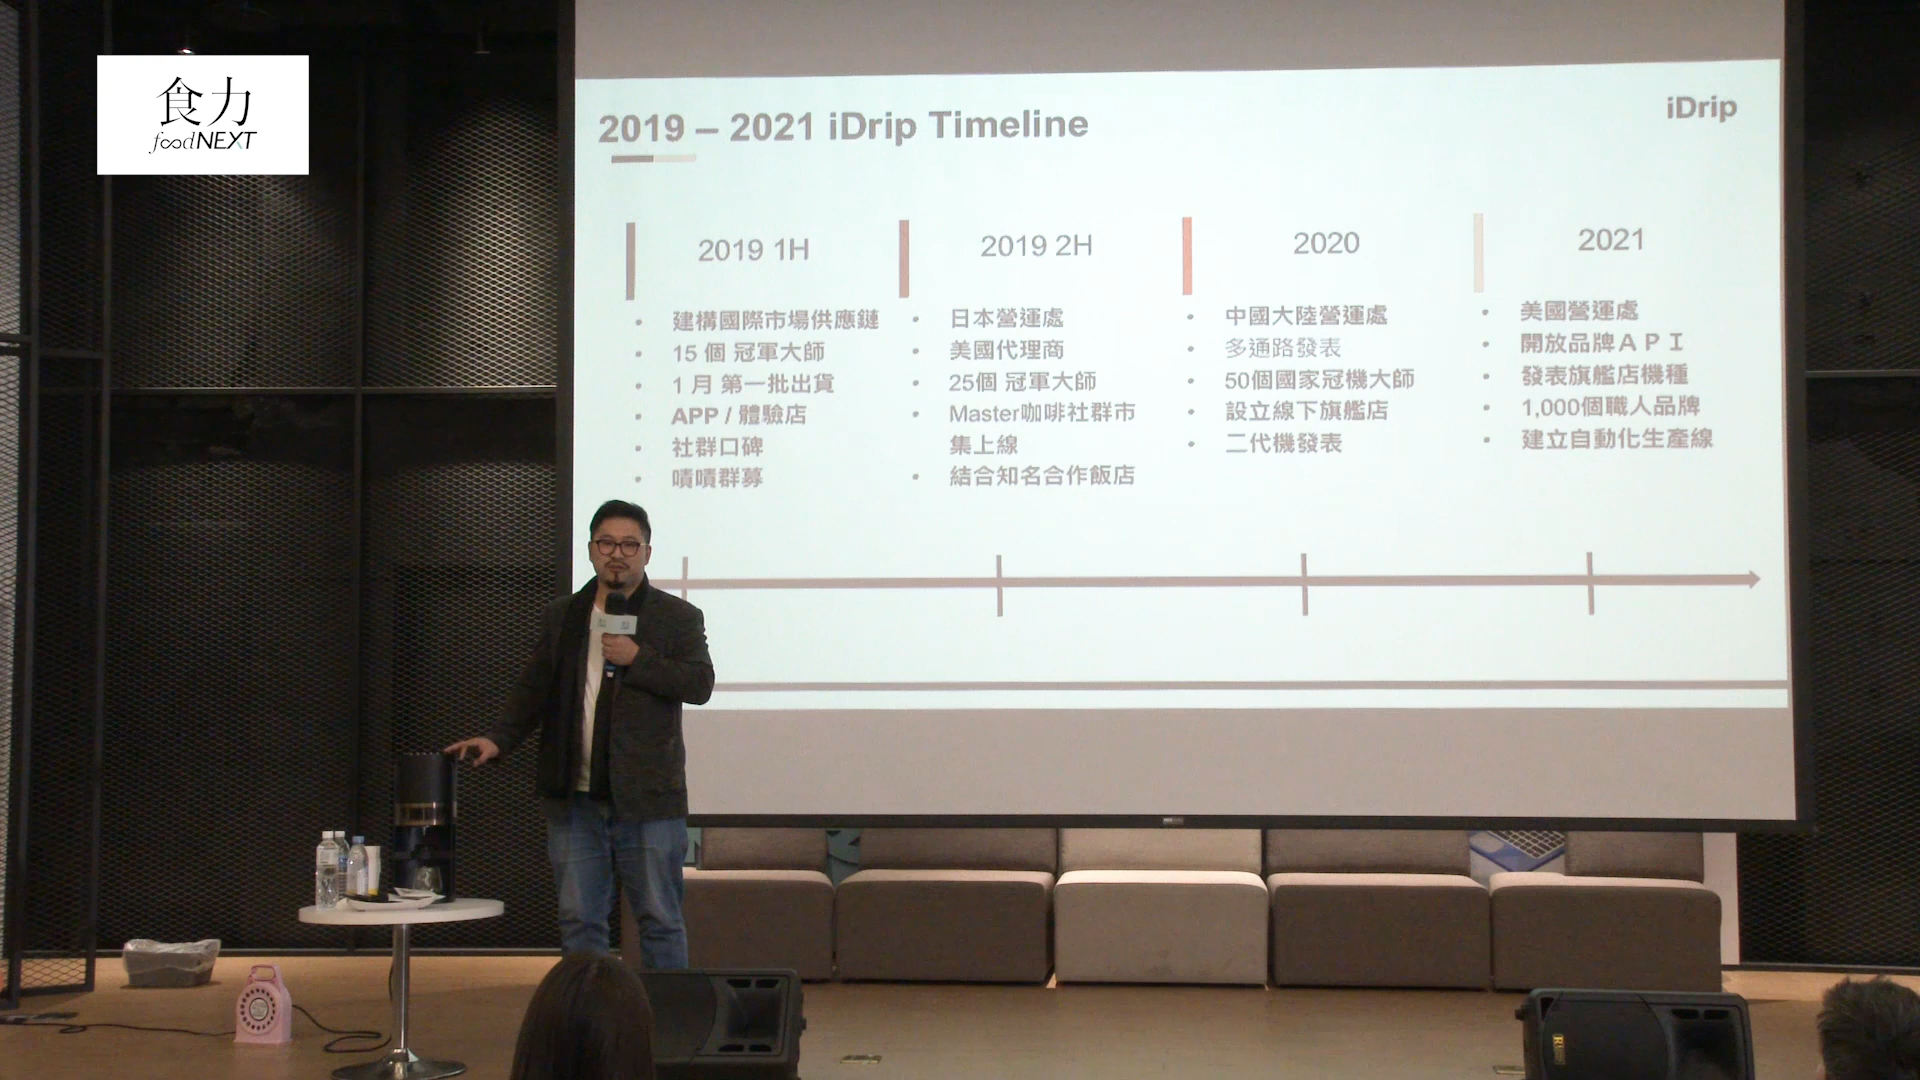 食力
foodNEXT
2019 – 2021 iDrip Timeline
iDrip
2019 1H
• 建構國際市場供應鏈
• 15 個 冠軍大師
• 1 月 第一批出貨
• APP / 體驗店
• 社群口碑
• 嘖嘖群募
2019 2H
• 日本營運處
• 美國代理商
• 25個 冠軍大師
• Master咖啡社群市
集上線
• 結合知名合作飯店
2020
• 中國大陸營運處
• 多通路發表
• 50個國家冠機大師
• 設立線下旗艦店
• 二代機發表
2021
• 美國營運處
• 開放品牌ＡＰＩ
• 發表旗艦店機種
• 1,000個職人品牌
• 建立自動化生產線